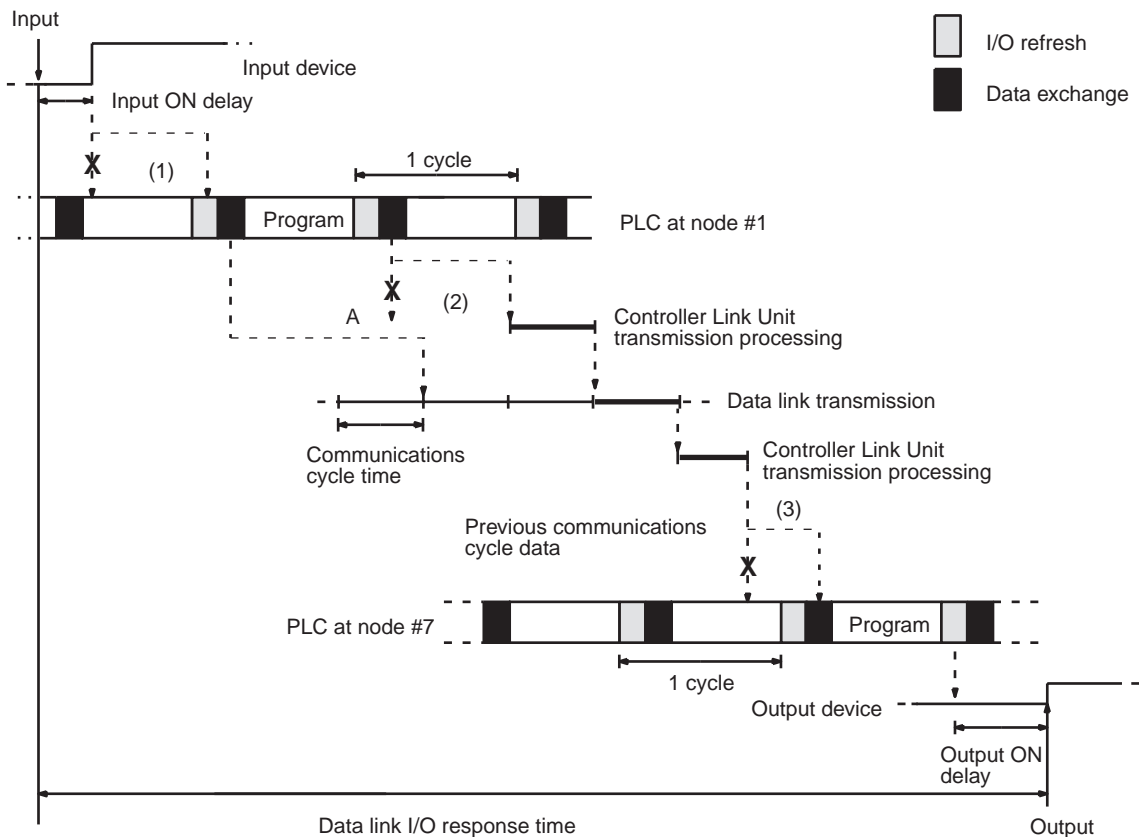 Input
I/O refresh
Input device
Data exchange
Input ON delay
X
(1)
1 cycle
Program
PLC at node #1
X
(2)
A
Controller Link Unit
transmission processing
Data link transmission
Communications
cycle time
Controller Link Unit
transmission processing
(3)
Previous communications
cycle data
X
PLC at node #7
Program
1 cycle
Output device
Output ON
delay
Data link I/O response time
Output